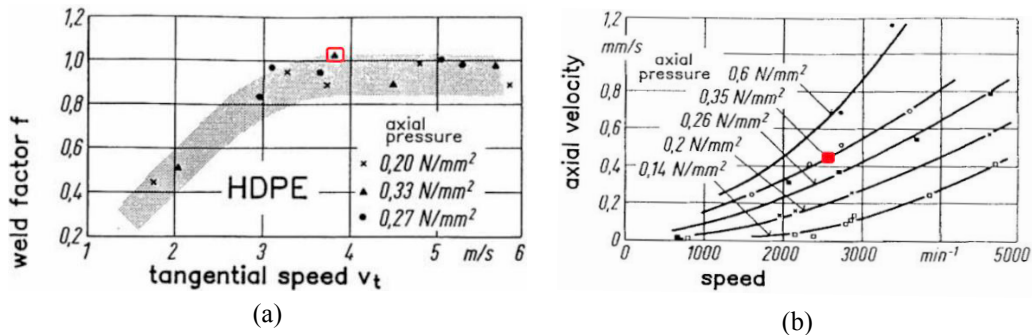 1,2
1,0
0,8
0,6
0,4
0,2
weld factor f
HDPE
axial
pressure
× 0,20 N/mm²
▲ 0,33 N/mm²
● 0,27 N/mm²
1 2 3 4 5 m/s 6
tangential speed vt
(a)
1,2
mm/s
0,8
0,6
0,4
0,2
0
axial velocity
axial
pressure
0,6 N/mm²
0,35 N/mm²
0,26 N/mm²
0,2 N/mm²
0,14 N/mm²
0 1000 2000 3000 min⁻¹ 5000
speed
(b)